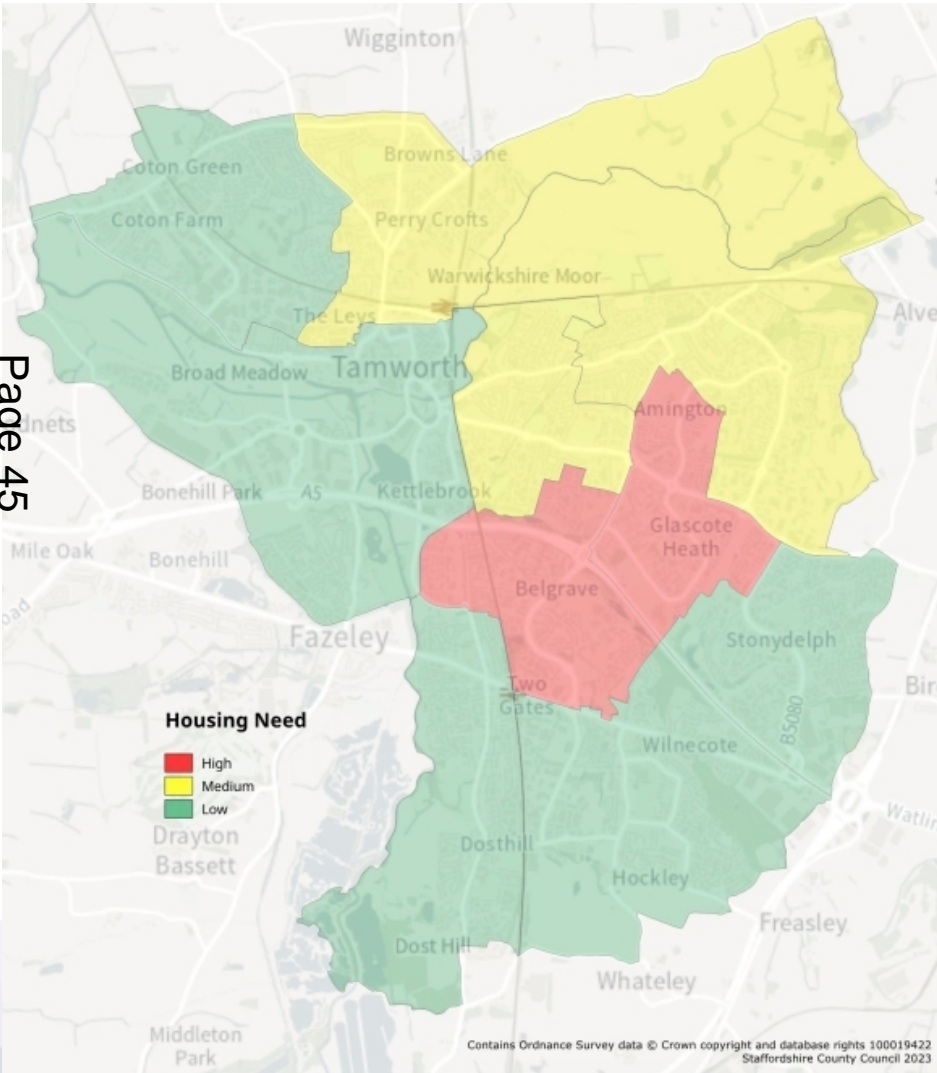 Wigginton
Browns Lane
Coton Green
Coton Farm
Perry Crofts
Warwickshire Moor
The Leys
Alve
Page 45
Tamworth
Broad Meadow
dnets
Amington
Bonehill Park
A5
Kettlebrook
Glascote
Heath
Mile Oak
Bonehill
Belgrave
oad
Fazeley
Stonydelph
Two
Gates
Bir
B5080
Housing Need
High
Medium
Low
Wilnecote
Watlin
Drayton
Bassett
Dosthill
Hockley
Freasley
Dost Hill
Whateley
Middleton
Park
Contains Ordnance Survey data © Crown copyright and database rights 100019422
Staffordshire County Council 2023